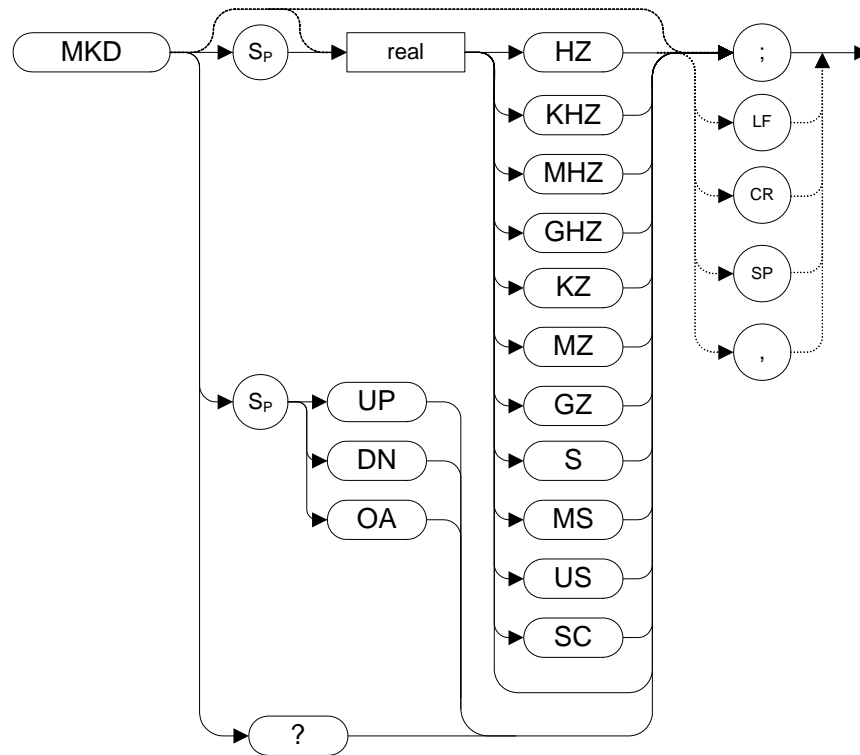 MKD
SP
real
HZ
;
KHZ
LF
MHZ
CR
GHZ
KZ
SP
MZ
,
SP
UP
GZ
DN
S
OA
MS
US
SC
?